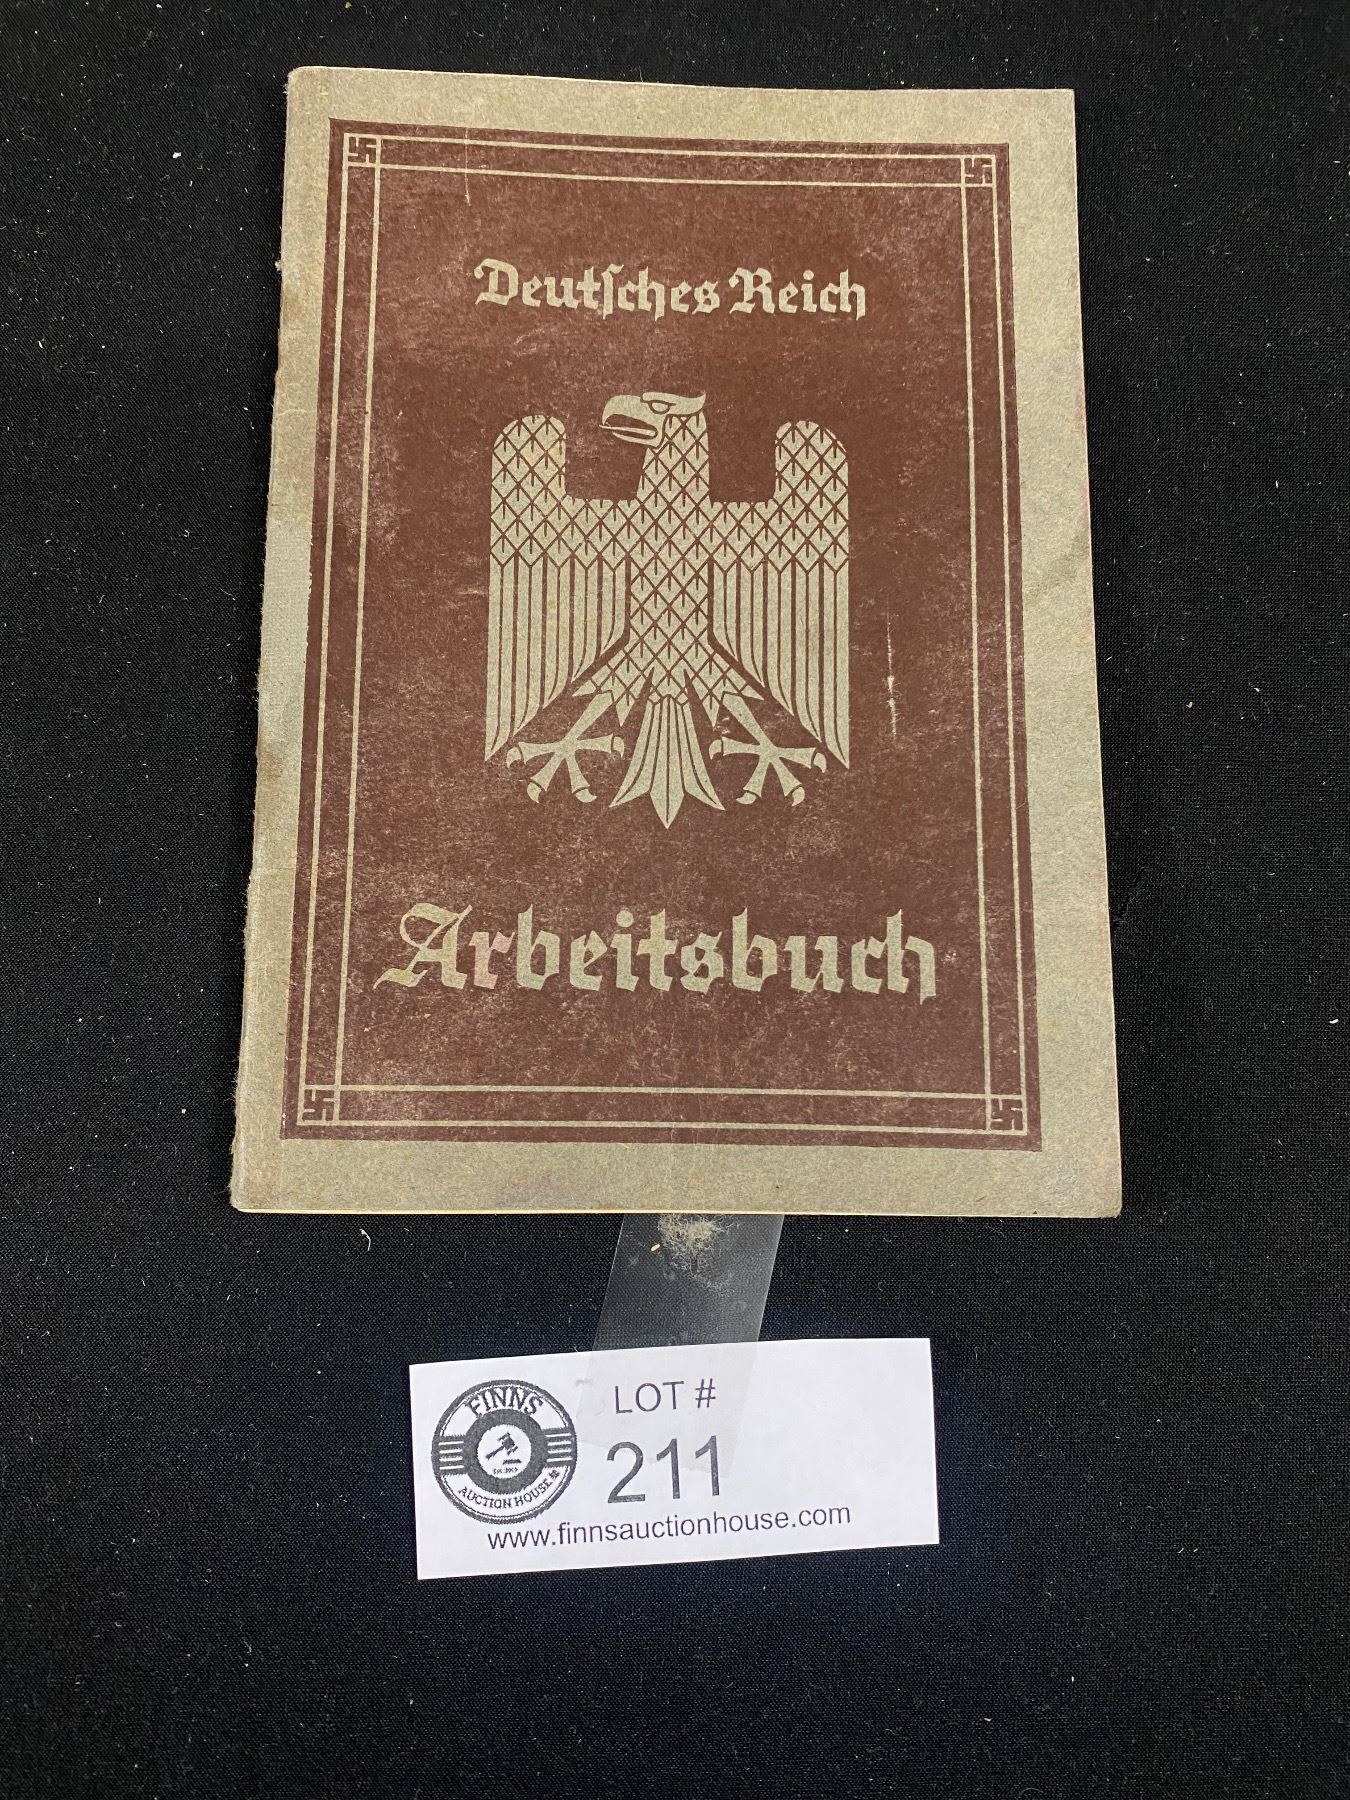 Deutſches Reich
Arbeitsbuch
FINNS
AUCTION HOUSE
LOT #
211
www.finnsauctionhouse.com